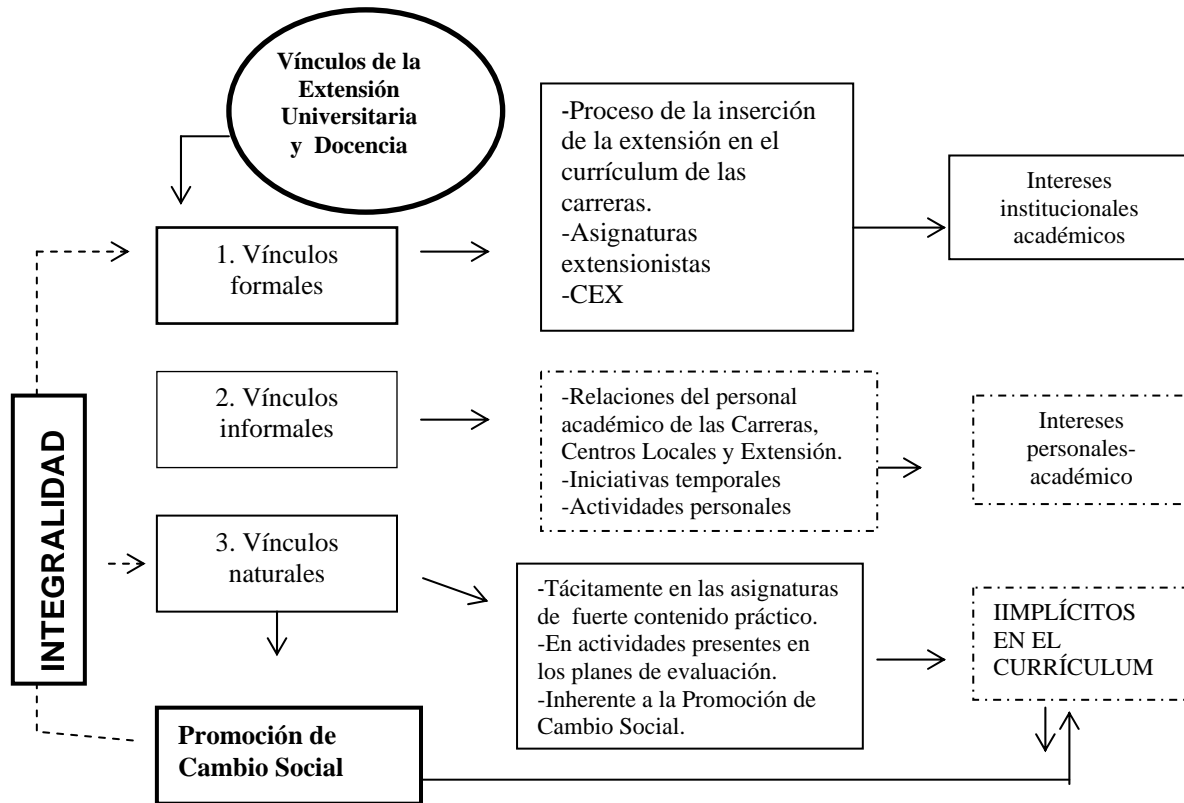 Vínculos de la
Extensión
Universitaria
y Docencia
-Proceso de la inserción
de la extensión en el
currículum de las
carreras.
-Asignaturas
extensionistas
-CEX
Intereses
institucionales
académicos
1. Vínculos
formales
2. Vínculos
informales
-Relaciones del personal
académico de las Carreras,
Centros Locales y Extensión.
-Iniciativas temporales
-Actividades personales
Intereses
personales-
académico
INTEGRALIDAD
3. Vínculos
naturales
-Tácitamente en las asignaturas
de fuerte contenido práctico.
-En actividades presentes en
los planes de evaluación.
-Inherente a la Promoción de
Cambio Social.
IIMPLÍCITOS
EN EL
CURRÍCULUM
Promoción de
Cambio Social